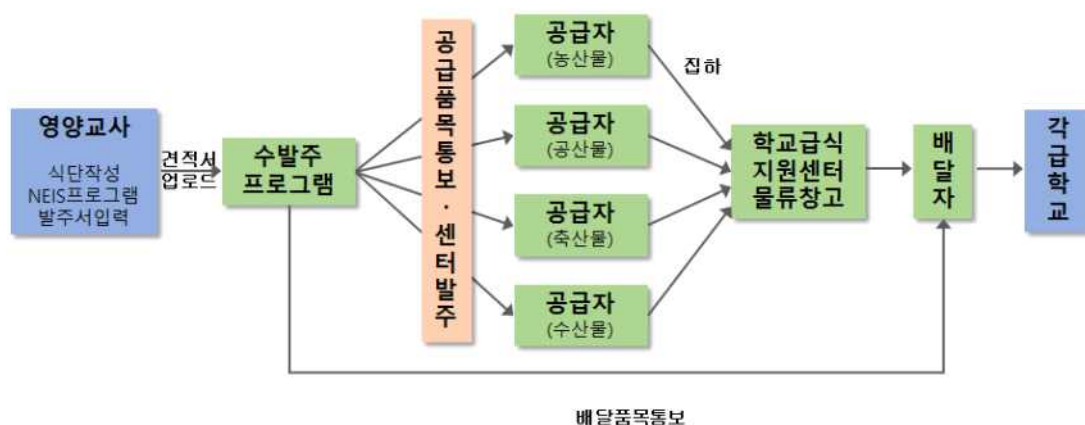 영양교사
식단작성
NEIS프로그램
발주서입력
견적서
업로드
수발주
프로그램
공급품목통보·센터발주
공급자
(농산물)
공급자
(공산물)
공급자
(축산물)
공급자
(수산물)
집하
학교급식
지원센터
물류창고
배달자
각급학교
배달품목통보